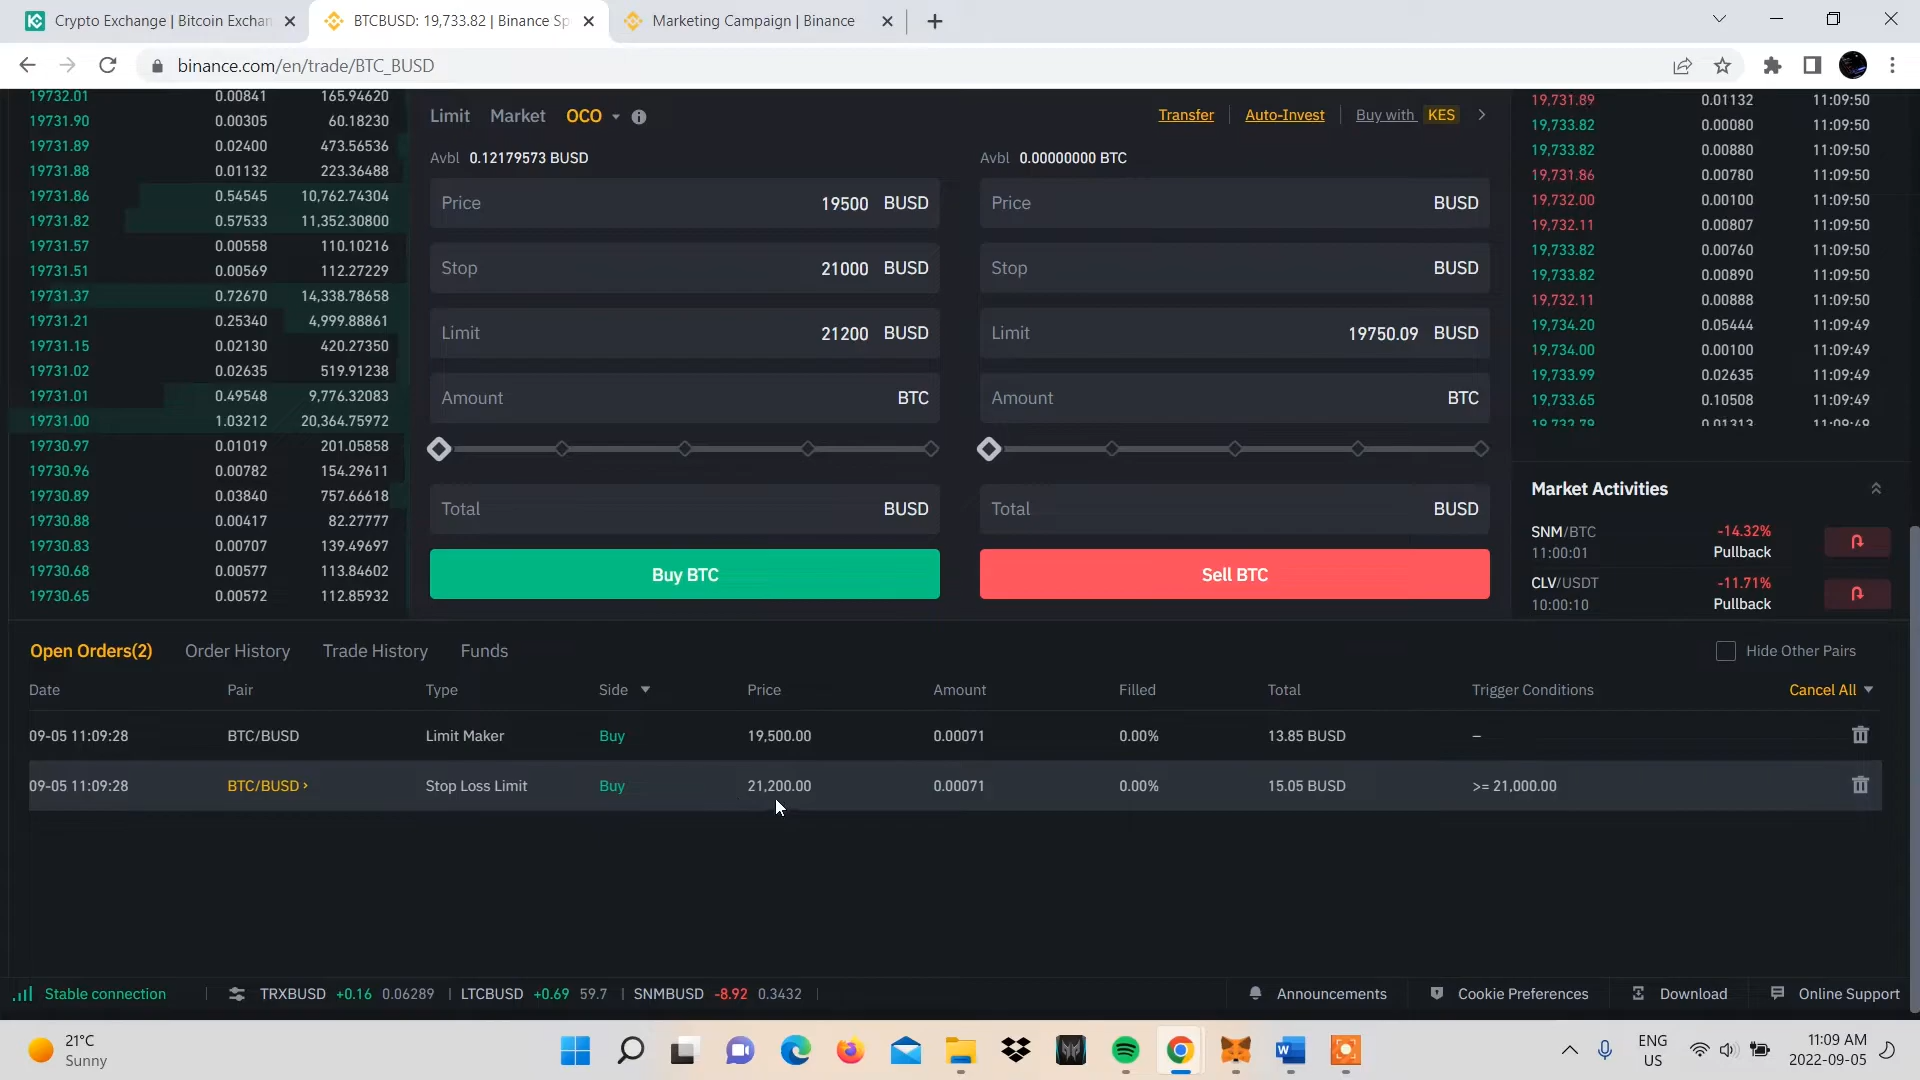 Crypto Exchange | Bitcoin Exchan
BTCBUSD: 19,733.82 | Binance Sp
Marketing Campaign | Binance
binance.com/en/trade/BTC_BUSD
19732.01 0.00841 165.94620
19731.90 0.00305 60.18230
19731.89 0.02400 473.56536
19731.88 0.01132 223.36488
19731.86 0.54545 10,762.74304
19731.82 0.57533 11,352.30800
19731.57 0.00558 110.10216
19731.51 0.00569 112.27229
19731.37 0.72670 14,338.78658
19731.21 0.25340 4,999.88861
19731.15 0.02130 420.27350
19731.02 0.02635 519.91238
19731.01 0.49548 9,776.32083
19731.00 1.03212 20,364.75972
19730.97 0.01019 201.05858
19730.96 0.00782 154.29611
19730.89 0.03840 757.66618
19730.88 0.00417 82.27777
19730.83 0.00707 139.49697
19730.68 0.00577 113.84602
19730.65 0.00572 112.85932
Limit Market OCO
Transfer Auto-Invest Buy with KES
Avbl 0.12179573 BUSD
Price 19500 BUSD
Stop 21000 BUSD
Limit 21200 BUSD
Amount BTC
Total BUSD
Buy BTC
Avbl 0.00000000 BTC
Price BUSD
Stop BUSD
Limit 19750.09 BUSD
Amount BTC
Total BUSD
Sell BTC
19,731.89 0.01132 11:09:50
19,733.82 0.00080 11:09:50
19,733.82 0.00880 11:09:50
19,731.86 0.00780 11:09:50
19,732.00 0.00100 11:09:50
19,732.11 0.00807 11:09:50
19,733.82 0.00760 11:09:50
19,733.82 0.00890 11:09:50
19,732.11 0.00888 11:09:50
19,734.20 0.05444 11:09:49
19,734.00 0.00100 11:09:49
19,733.99 0.02635 11:09:49
19,733.65 0.10508 11:09:49
Market Activities
SNM/BTC -14.32%
11:00:01 Pullback
CLV/USDT -11.71%
10:00:10 Pullback
Open Orders(2) Order History Trade History Funds
Hide Other Pairs
Date Pair Type Side Price Amount Filled Total Trigger Conditions Cancel All
09-05 11:09:28 BTC/BUSD Limit Maker Buy 19,500.00 0.00071 0.00% 13.85 BUSD –
09-05 11:09:28 BTC/BUSD › Stop Loss Limit Buy 21,200.00 0.00071 0.00% 15.05 BUSD >= 21,000.00
Stable connection
TRXBUSD +0.16 0.06289 | LTCBUSD +0.69 59.7 | SNMBUSD -8.92 0.3432 |
Announcements Cookie Preferences Download Online Support
21°C
Sunny
ENG
US
11:09 AM
2022-09-05